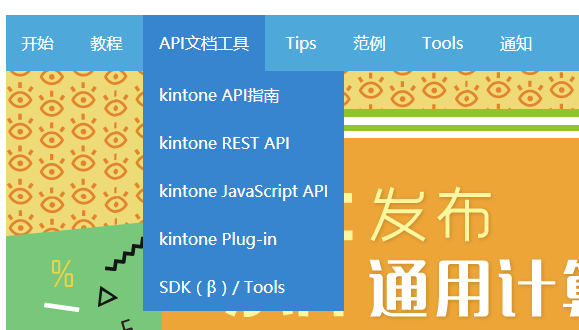 开始 教程 API文档工具 Tips 范例 Tools 通知
kintone API指南
kintone REST API
kintone JavaScript API
kintone Plug-in
SDK ( β ) / Tools
发布
%
通用计算